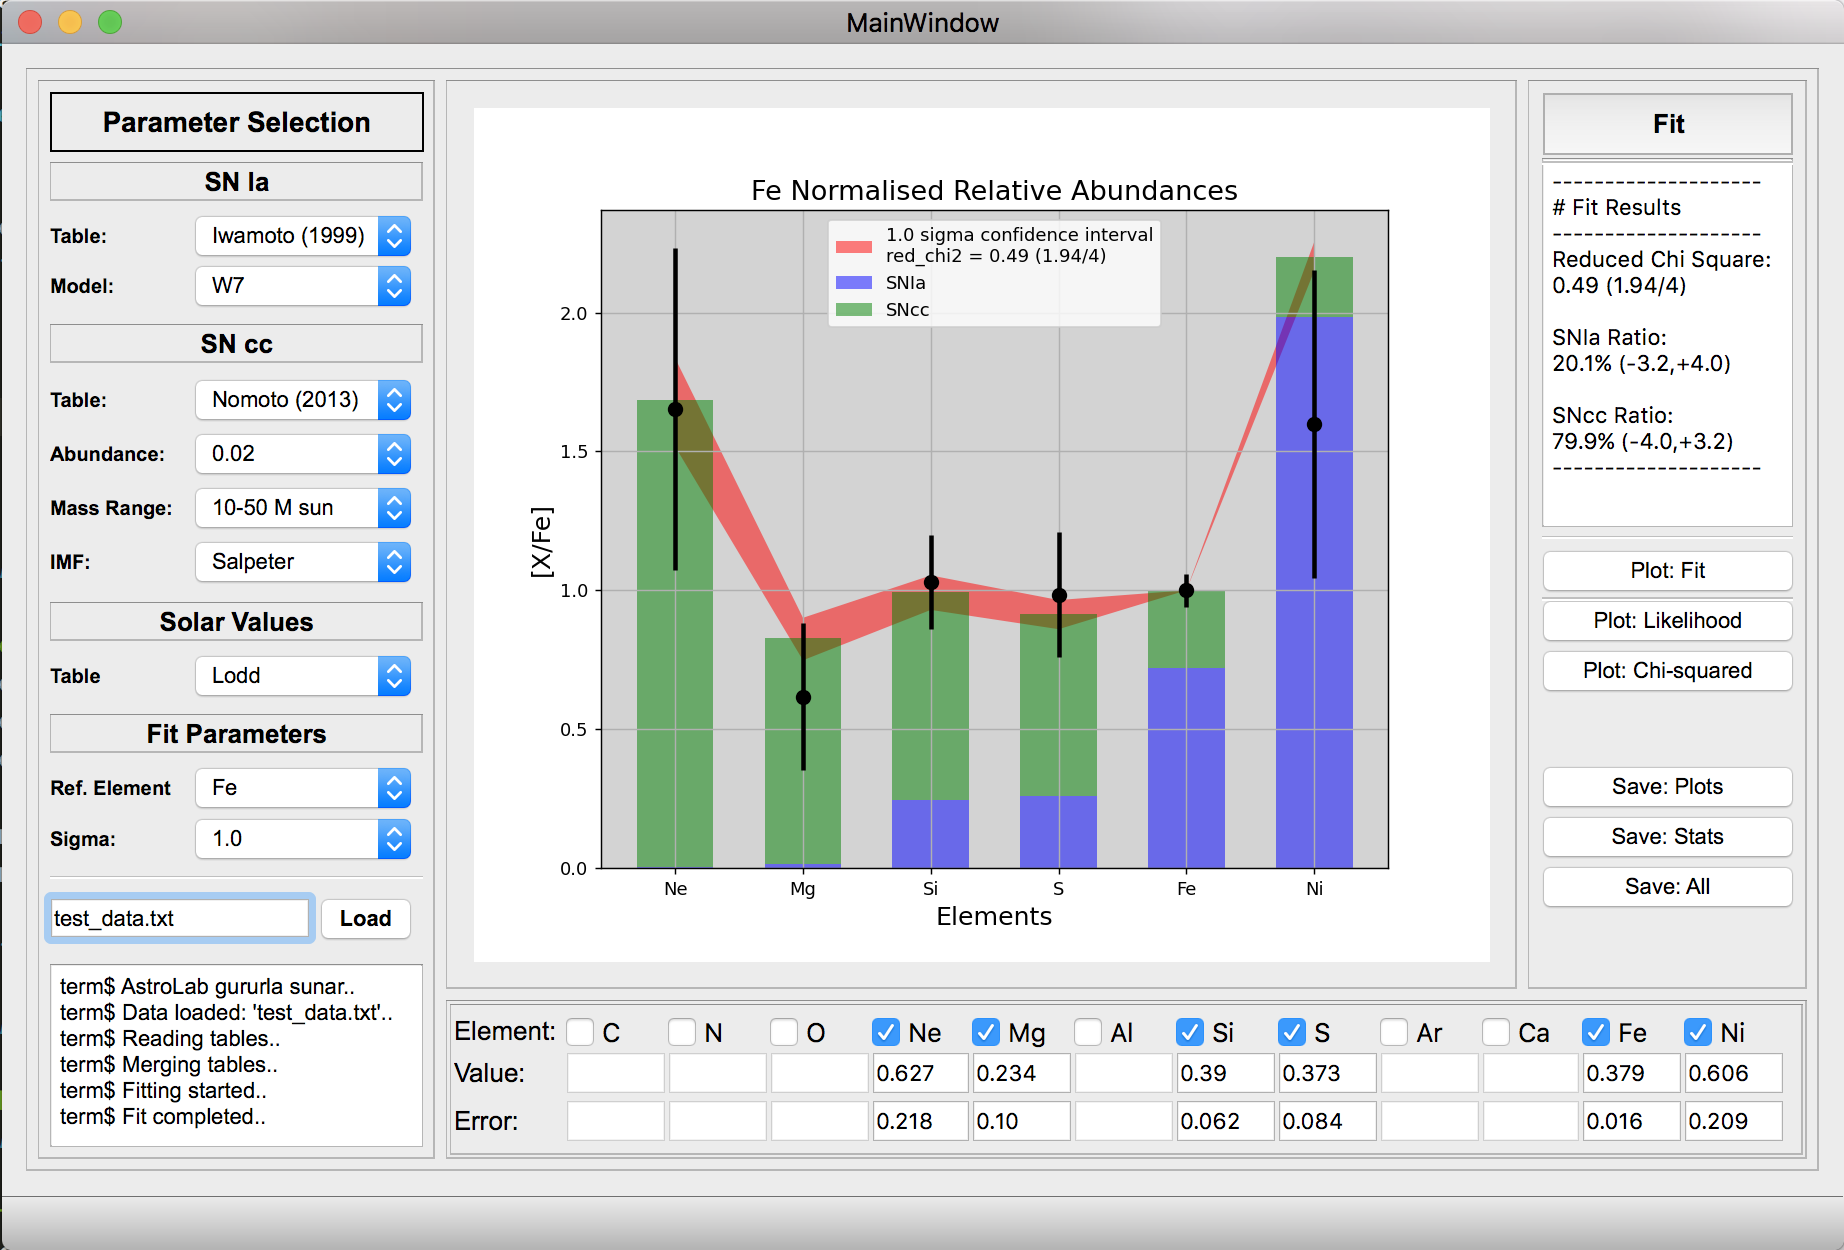 MainWindow
Parameter Selection
SN Ia
Table: Iwamoto (1999)
Model: W7
SN cc
Table: Nomoto (2013)
Abundance: 0.02
Mass Range: 10-50 M sun
IMF: Salpeter
Solar Values
Table Lodd
Fit Parameters
Ref. Element Fe
Sigma: 1.0
test_data.txt Load
term$ AstroLab gururla sunar..
term$ Data loaded: 'test_data.txt'..
term$ Reading tables..
term$ Merging tables..
term$ Fitting started..
term$ Fit completed..
Fe Normalised Relative Abundances
1.0 sigma confidence interval
red_chi2 = 0.49 (1.94/4)
SNIa
SNcc
[X/Fe]
2.0
1.5
1.0
0.5
0.0
Ne Mg Si S Fe Ni
Elements
Element: C N O Ne Mg Al Si S Ar Ca Fe Ni
Value: 0.627 0.234 0.39 0.373 0.379 0.606
Error: 0.218 0.10 0.062 0.084 0.016 0.209
Fit
--------------------
# Fit Results
--------------------
Reduced Chi Square:
0.49 (1.94/4)
SNIa Ratio:
20.1% (-3.2,+4.0)
SNcc Ratio:
79.9% (-4.0,+3.2)
--------------------
Plot: Fit
Plot: Likelihood
Plot: Chi-squared
Save: Plots
Save: Stats
Save: All